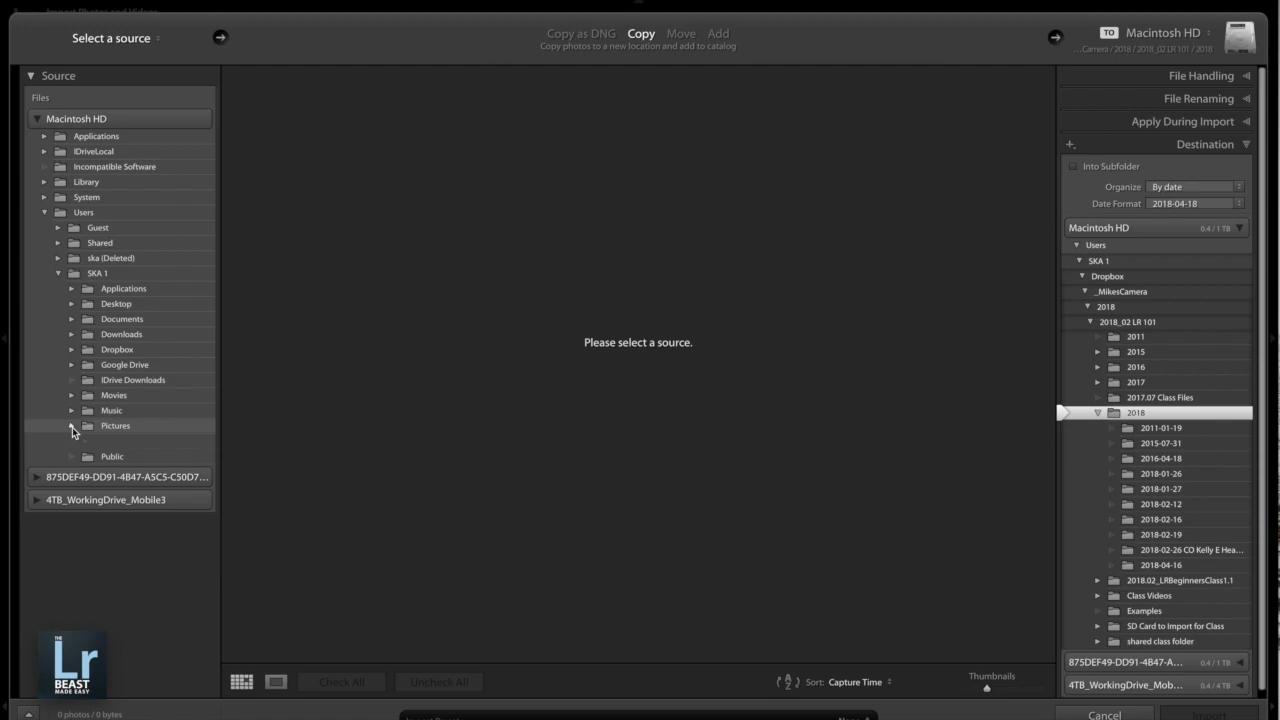 Select a source
Copy as DNG Copy Move Add
Copy photos to a new location and add to catalog
TO Macintosh HD
...Camera / 2018 / 2018_02 LR 101 / 2018
Source
Files
Macintosh HD
Applications
IDriveLocal
Incompatible Software
Library
System
Users
Guest
Shared
ska (Deleted)
SKA 1
Applications
Desktop
Documents
Downloads
Dropbox
Google Drive
IDrive Downloads
Movies
Music
Pictures
Public
875DEF49-DD91-4B47-A5C5-C50D7...
4TB_WorkingDrive_Mobile3
Please select a source.
File Handling
File Renaming
Apply During Import
Destination
Into Subfolder
Organize By date
Date Format 2018-04-18
Macintosh HD 0.4 / 1 TB
Users
SKA 1
Dropbox
_MikesCamera
2018
2018_02 LR 101
2011
2015
2016
2017
2017.07 Class Files
2018
2011-01-19
2015-07-31
2016-04-18
2018-01-26
2018-01-27
2018-02-12
2018-02-16
2018-02-19
2018-02-26 CO Kelly E Hea...
2018-04-16
2018.02_LRBeginnersClass1.1
Class Videos
Examples
SD Card to Import for Class
shared class folder
875DEF49-DD91-4B47-A... 0.4 / 1 TB
4TB_WorkingDrive_Mob... 0.4 / 4 TB
THE
Lr
BEAST
MADE EASY
Check All Uncheck All
Sort: Capture Time
Thumbnails
0 photos / 0 bytes
Cancel
Import